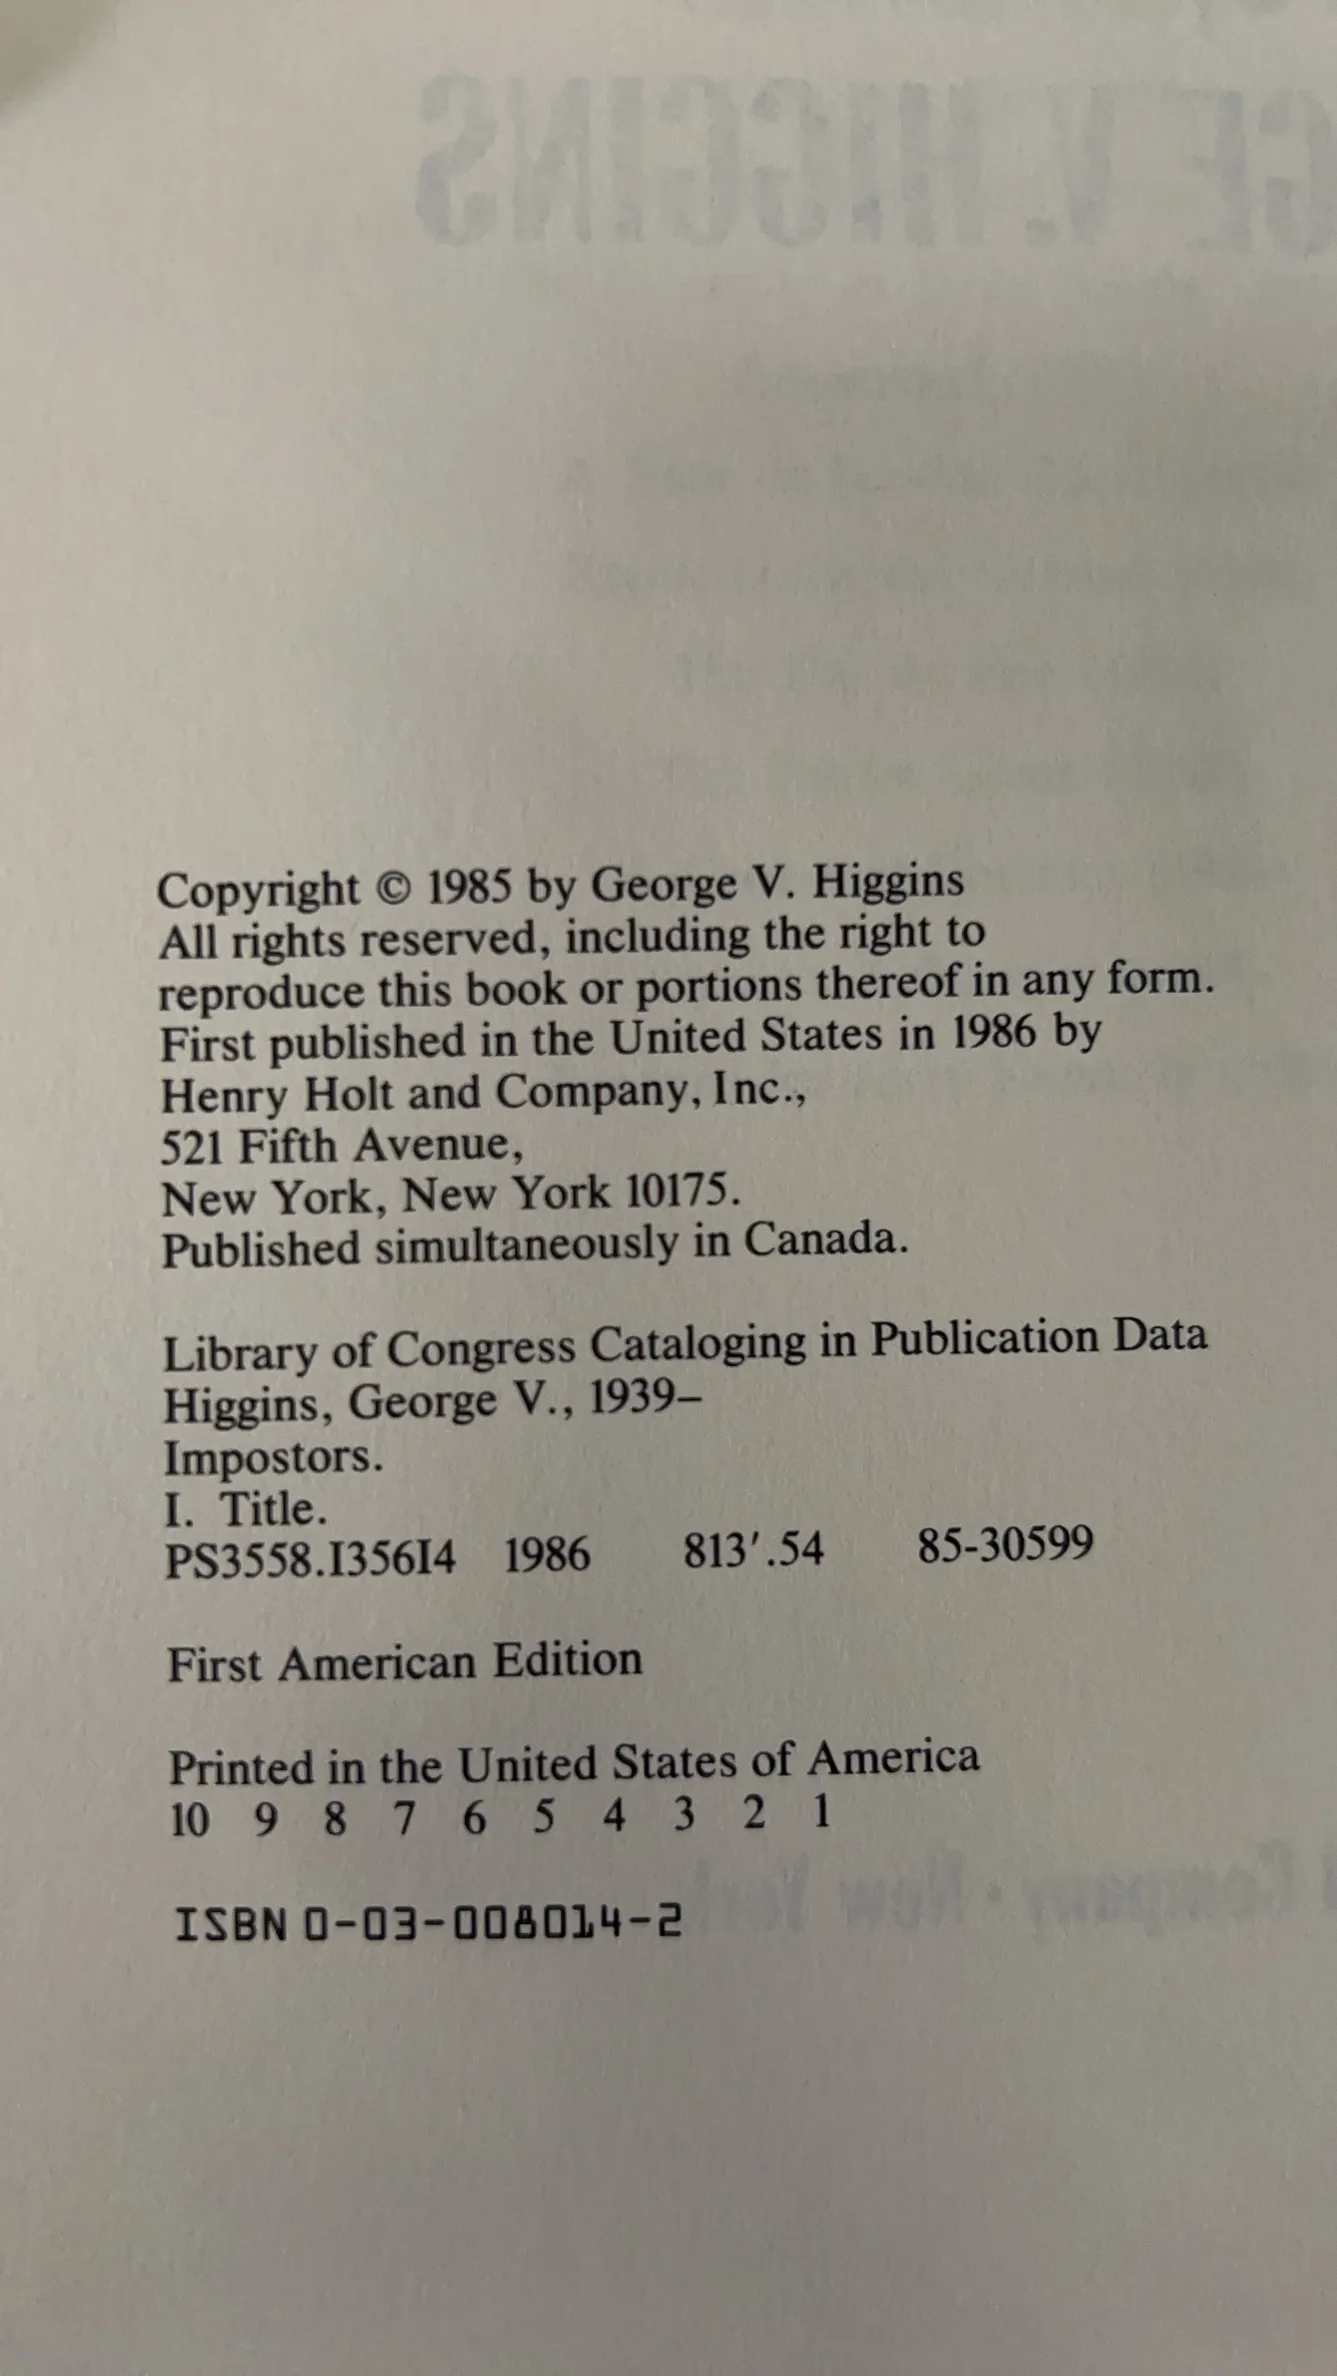 Copyright © 1985 by George V. Higgins
All rights reserved, including the right to
reproduce this book or portions thereof in any form.
First published in the United States in 1986 by
Henry Holt and Company, Inc.,
521 Fifth Avenue,
New York, New York 10175.
Published simultaneously in Canada.
Library of Congress Cataloging in Publication Data
Higgins, George V., 1939–
Impostors.
I. Title.
PS3558.I356I4 1986 813′.54 85-30599
First American Edition
Printed in the United States of America
10 9 8 7 6 5 4 3 2 1
ISBN 0-03-008014-2